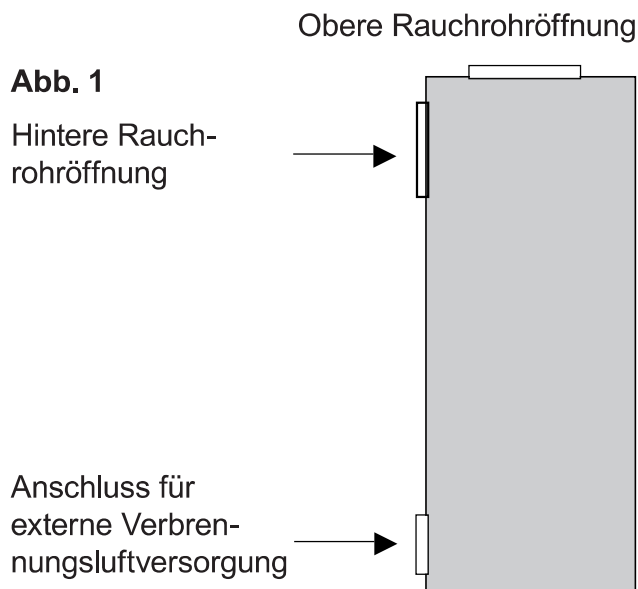 Obere Rauchrohröffnung
Abb. 1
Hintere Rauch-
rohröffnung
Anschluss für
externe Verbren-
nungsluftversorgung